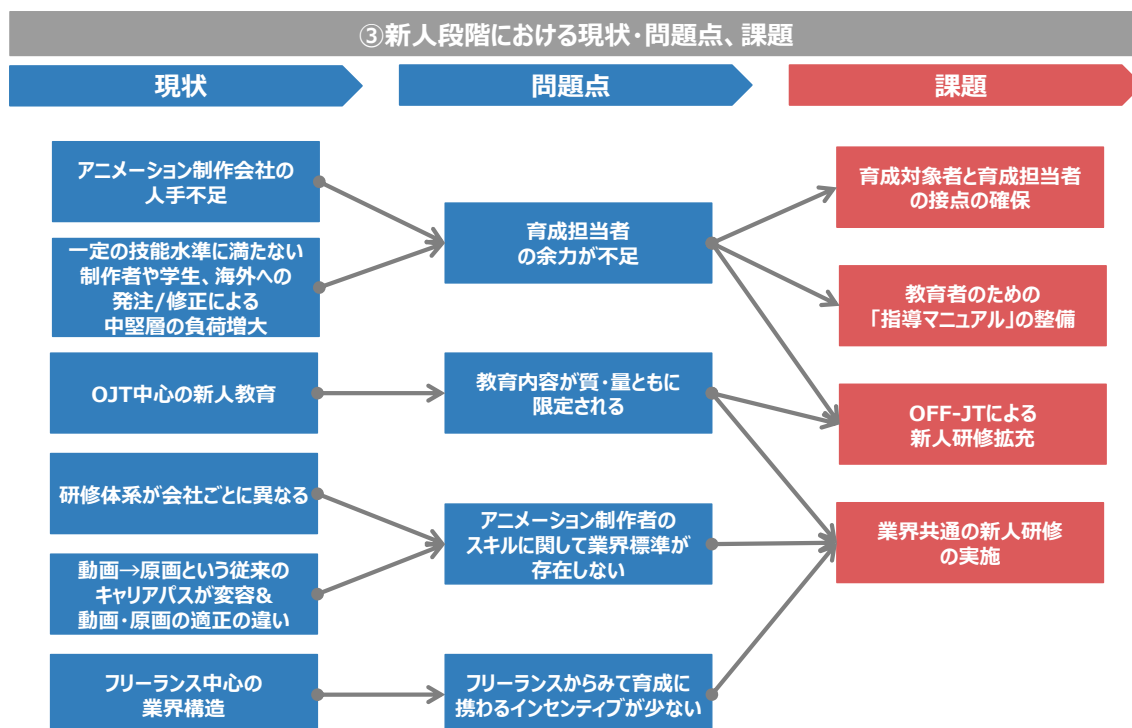 ③新人段階における現状・問題点、課題
現状
問題点
課題
アニメーション制作会社の
人手不足
一定の技能水準に満たない
制作者や学生、海外への
発注/修正による
中堅層の負荷増大
OJT中心の新人教育
研修体系が会社ごとに異なる
動画→原画という従来の
キャリアパスが変容&
動画・原画の適正の違い
フリーランス中心の
業界構造
育成担当者
の余力が不足
教育内容が質・量ともに
限定される
アニメーション制作者の
スキルに関して業界標準が
存在しない
フリーランスからみて育成に
携わるインセンティブが少ない
育成対象者と育成担当者
の接点の確保
教育者のための
「指導マニュアル」の整備
OFF-JTによる
新人研修拡充
業界共通の新人研修
の実施